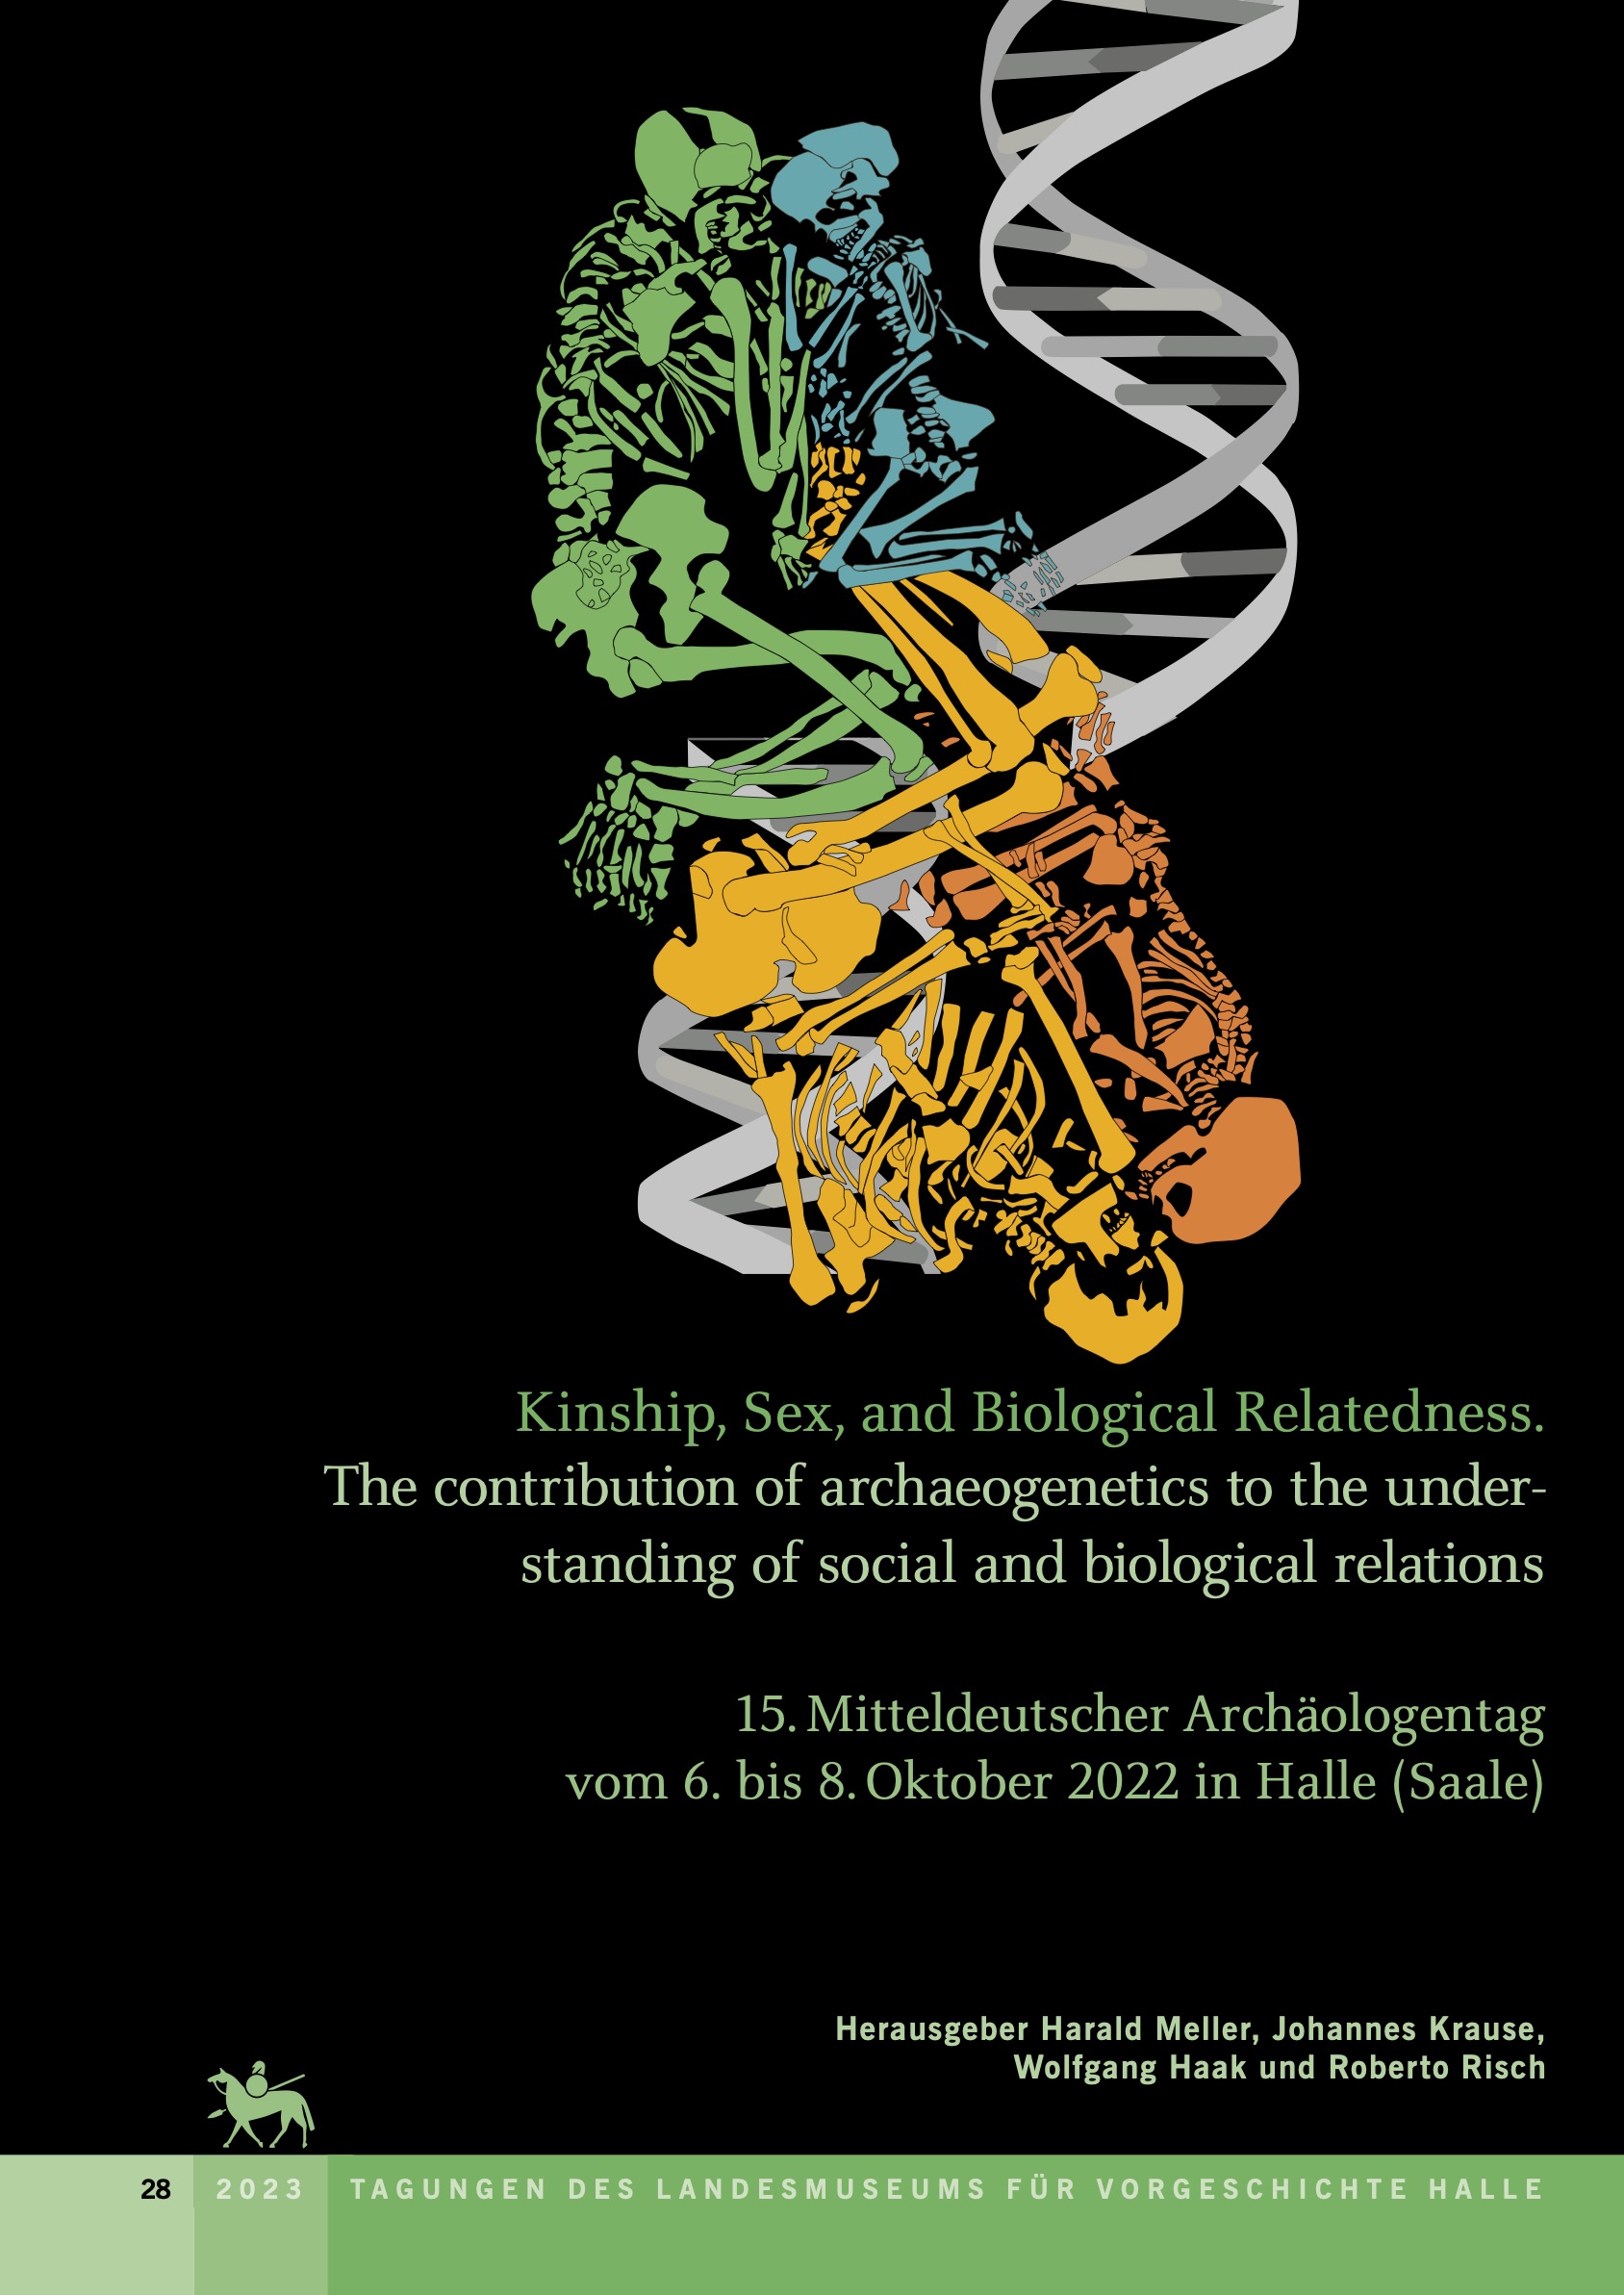 Kinship, Sex, and Biological Relatedness.
The contribution of archaeogenetics to the under-
standing of social and biological relations
15. Mitteldeutscher Archäologentag
vom 6. bis 8. Oktober 2022 in Halle (Saale)
Herausgeber Harald Meller, Johannes Krause,
Wolfgang Haak und Roberto Risch
28 2023 TAGUNGEN DES LANDESMUSEUMS FÜR VORGESCHICHTE HALLE